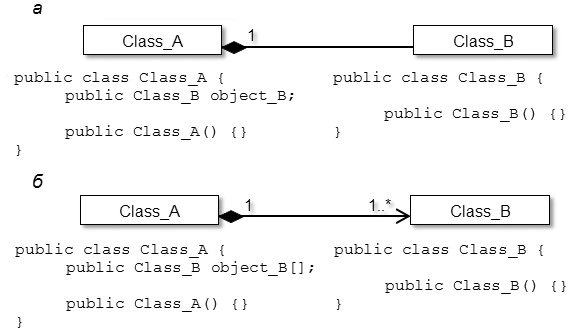 а
Class_A 1 Class_B
public class Class_A { public class Class_B {
public Class_B object_B;
public Class_B() {}
public Class_A() {}
} }
б
Class_A 1 1..* Class_B
public class Class_A { public class Class_B {
public Class_B object_B[];
public Class_B() {}
public Class_A() {}
} }